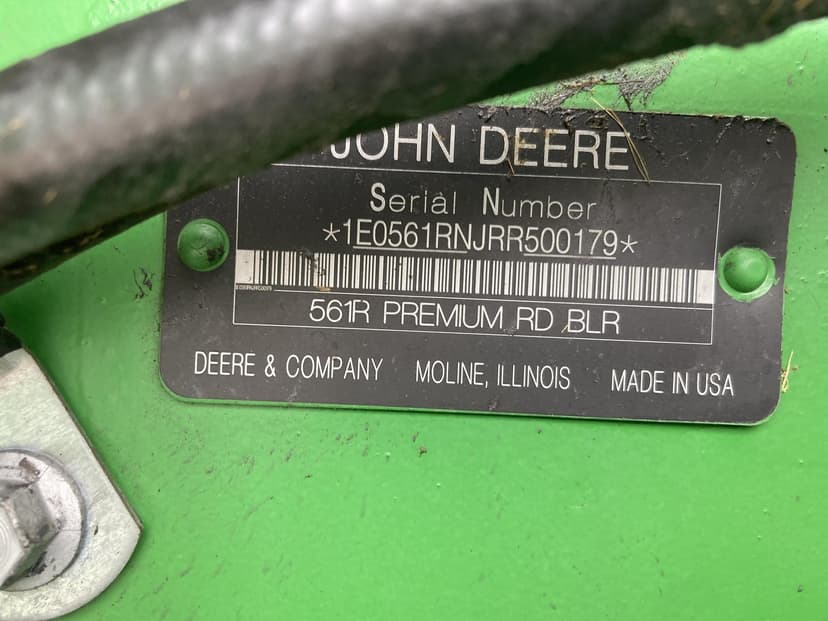 JOHN DEERE
Serial Number
*1E0561RNJRR500179*
561R PREMIUM RD BLR
DEERE & COMPANY MOLINE, ILLINOIS MADE IN USA